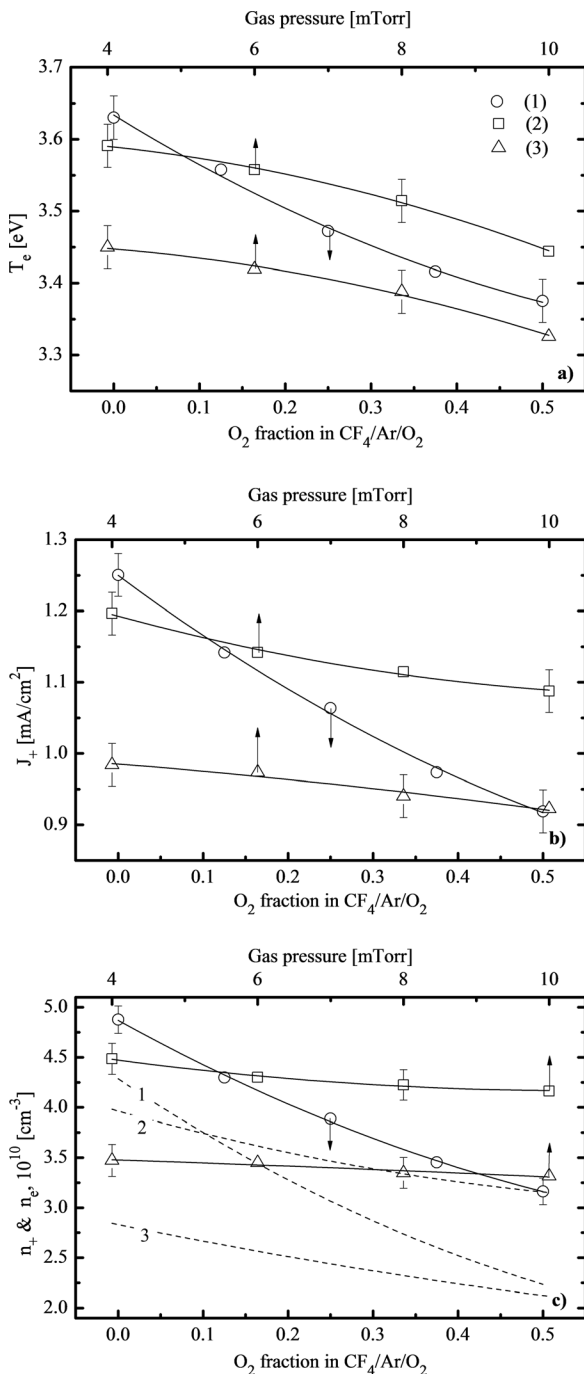 Gas pressure [mTorr]
4 6 8 10
3.7
3.6
3.5
3.4
3.3
T_e [eV]
(1)
(2)
(3)
a)
0.0 0.1 0.2 0.3 0.4 0.5
O₂ fraction in CF₄/Ar/O₂
Gas pressure [mTorr]
4 6 8 10
1.3
1.2
1.1
1.0
0.9
J₊ [mA/cm²]
b)
0.0 0.1 0.2 0.3 0.4 0.5
O₂ fraction in CF₄/Ar/O₂
Gas pressure [mTorr]
4 6 8 10
5.0
4.5
4.0
3.5
3.0
2.5
2.0
n₊ & n_e, 10¹⁰ [cm⁻³]
1
2
3
c)
0.0 0.1 0.2 0.3 0.4 0.5
O₂ fraction in CF₄/Ar/O₂